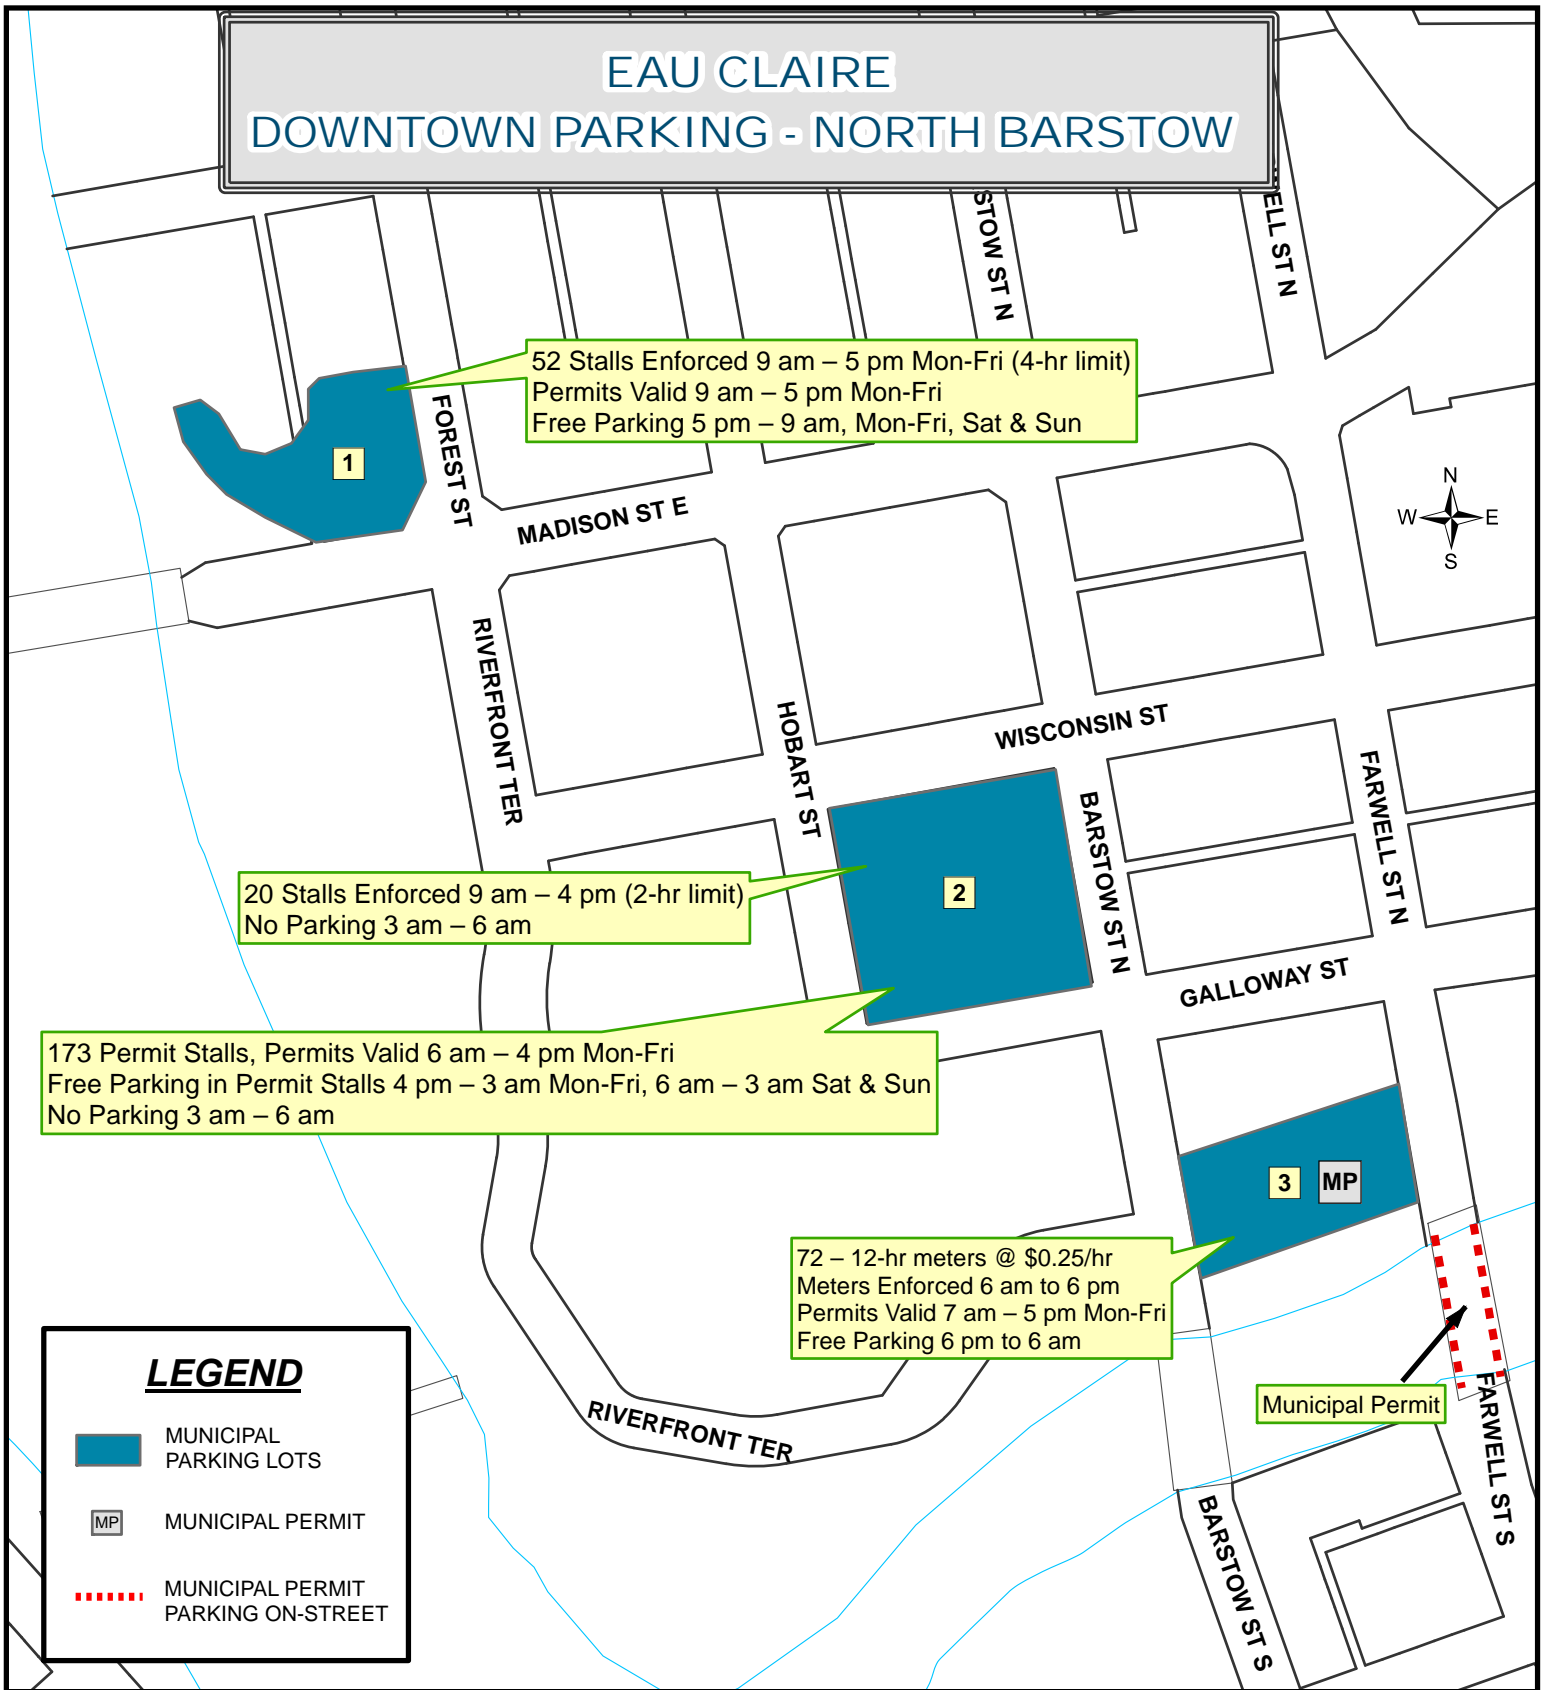 EAU CLAIRE
DOWNTOWN PARKING - NORTH BARSTOW
STOW ST N
ELL ST N
52 Stalls Enforced 9 am – 5 pm Mon-Fri (4-hr limit)
Permits Valid 9 am – 5 pm Mon-Fri
Free Parking 5 pm – 9 am, Mon-Fri, Sat & Sun
1
FOREST ST
MADISON ST E
N
W
E
S
RIVERFRONT TER
HOBART ST
WISCONSIN ST
BARSTOW ST N
FARWELL ST N
20 Stalls Enforced 9 am – 4 pm (2-hr limit)
No Parking 3 am – 6 am
2
GALLOWAY ST
173 Permit Stalls, Permits Valid 6 am – 4 pm Mon-Fri
Free Parking in Permit Stalls 4 pm – 3 am Mon-Fri, 6 am – 3 am Sat & Sun
No Parking 3 am – 6 am
3
MP
72 – 12-hr meters @ $0.25/hr
Meters Enforced 6 am to 6 pm
Permits Valid 7 am – 5 pm Mon-Fri
Free Parking 6 pm to 6 am
Municipal Permit
RIVERFRONT TER
FARWELL ST S
BARSTOW ST S
LEGEND
MUNICIPAL
PARKING LOTS
MP
MUNICIPAL PERMIT
MUNICIPAL PERMIT
PARKING ON-STREET